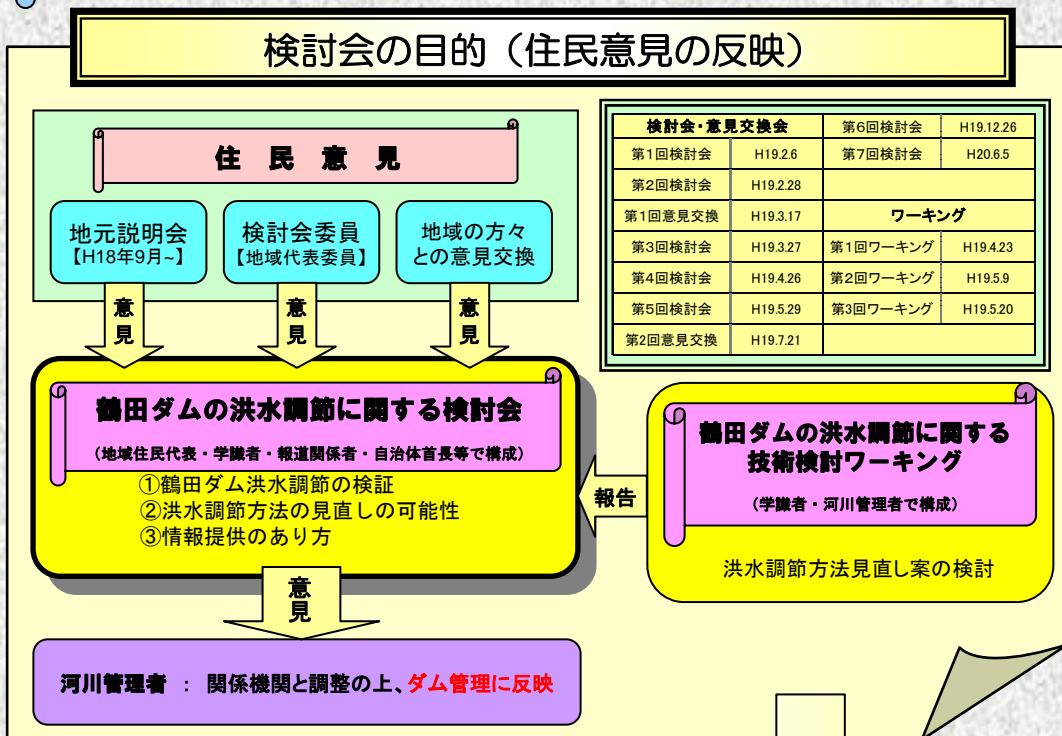 検討会の目的（住民意見の反映）
住 民 意 見
地元説明会
【H18年9月~】
検討会委員
【地域代表委員】
地域の方々
との意見交換
意見
意見
意見
検討会・意見交換会 第6回検討会 H19.12.26
第1回検討会 H19.2.6 第7回検討会 H20.6.5
第2回検討会 H19.2.28
第1回意見交換 H19.3.17 ワーキング
第3回検討会 H19.3.27 第1回ワーキング H19.4.23
第4回検討会 H19.4.26 第2回ワーキング H19.5.9
第5回検討会 H19.5.29 第3回ワーキング H19.5.20
第2回意見交換 H19.7.21
鶴田ダムの洪水調節に関する検討会
（地域住民代表・学識者・報道関係者・自治体首長等で構成）
①鶴田ダム洪水調節の検証
②洪水調節方法の見直しの可能性
③情報提供のあり方
報告
鶴田ダムの洪水調節に関する
技術検討ワーキング
（学識者・河川管理者で構成）
洪水調節方法見直し案の検討
意見
河川管理者 ： 関係機関と調整の上、ダム管理に反映